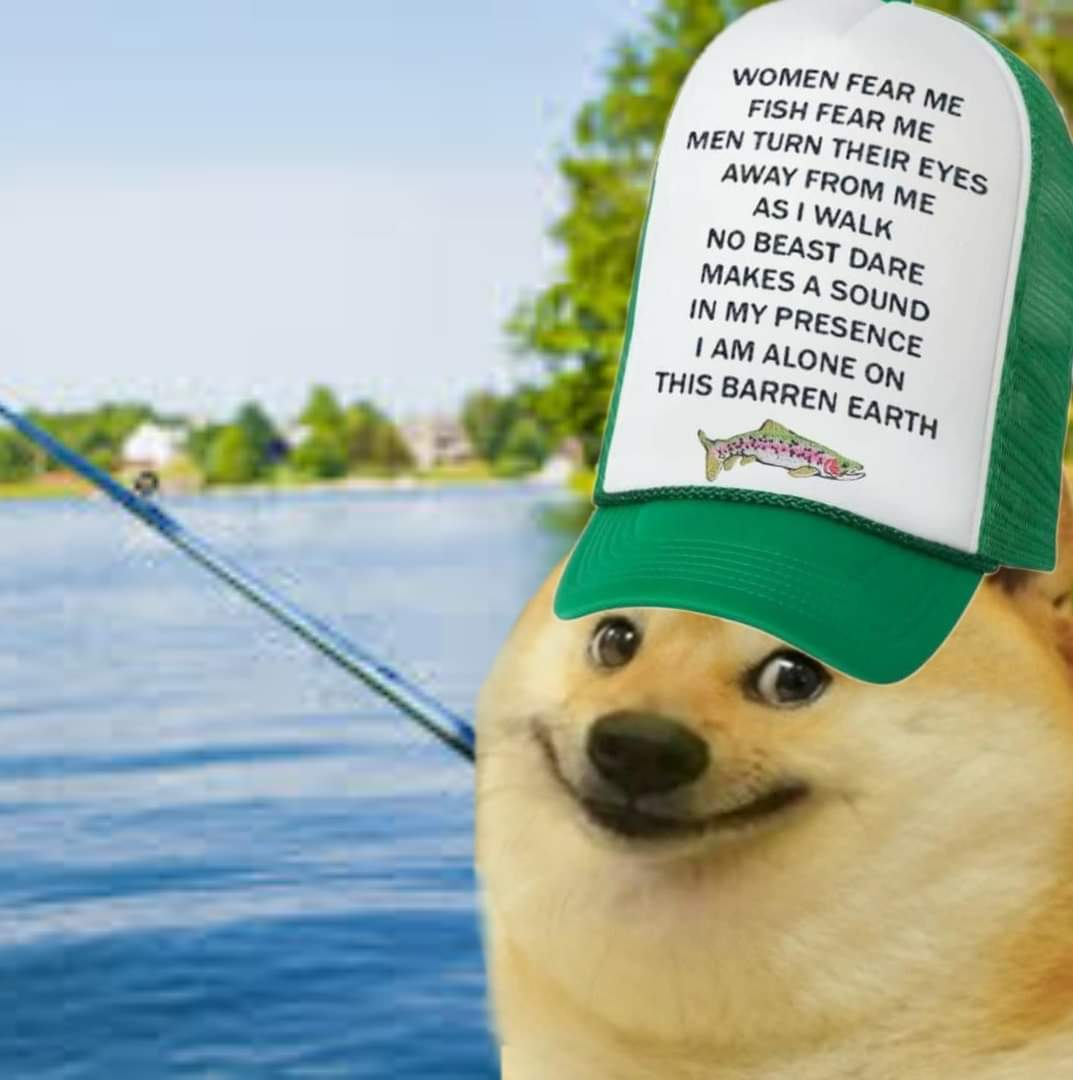 WOMEN FEAR ME
FISH FEAR ME
MEN TURN THEIR EYES
AWAY FROM ME
AS I WALK
NO BEAST DARE
MAKES A SOUND
IN MY PRESENCE
I AM ALONE ON
THIS BARREN EARTH